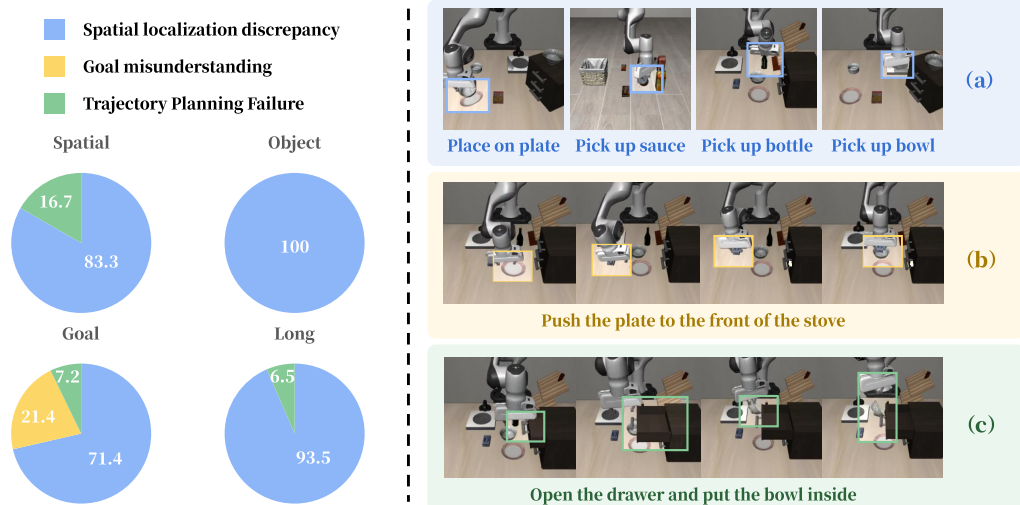 Spatial localization discrepancy
Goal misunderstanding
Trajectory Planning Failure
Spatial
Object
16.7
83.3
100
Goal
Long
7.2
21.4
71.4
6.5
93.5
Place on plate
Pick up sauce
Pick up bottle
Pick up bowl
(a)
Push the plate to the front of the stove
(b)
Open the drawer and put the bowl inside
(c)